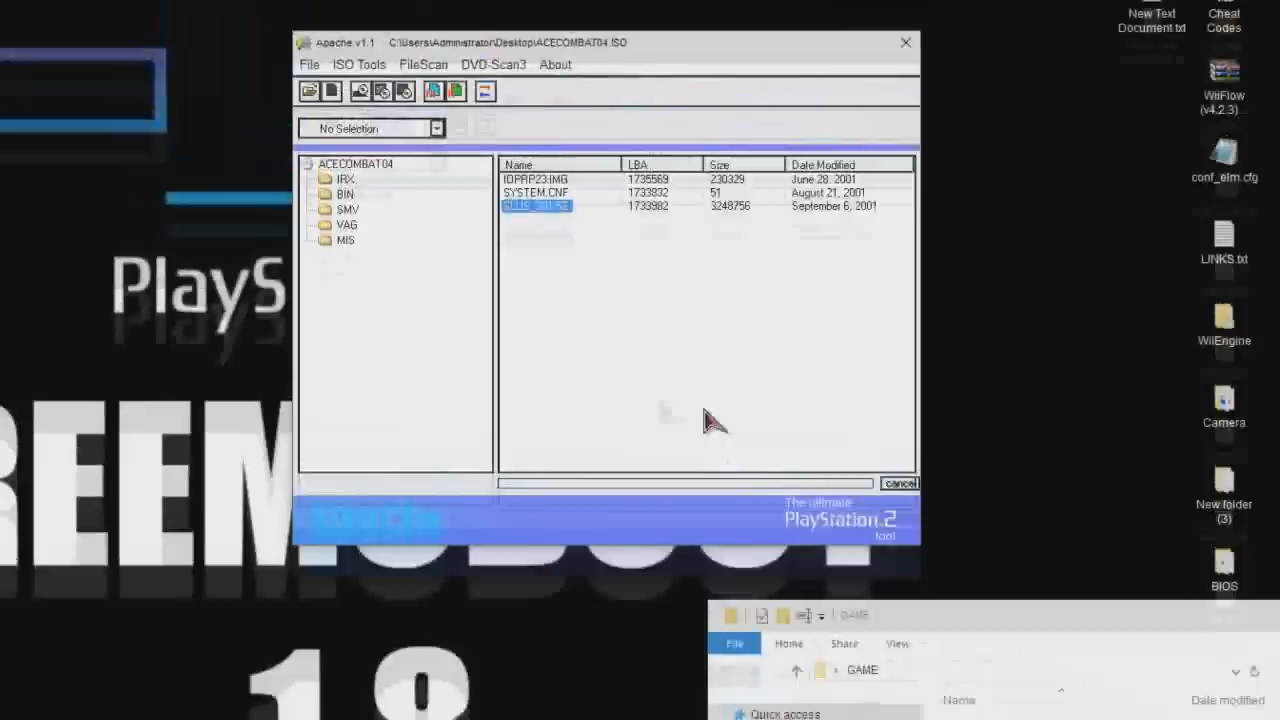 New Text
Document.txt
Cheat
Codes
Apache v1.1 C:\Users\Administrator\Desktop\ACECOMBAT04.ISO
File ISO Tools FileScan DVD-Scan3 About
No Selection
ACECOMBAT04
IRX
BIN
SMV
VAG
MIS
Name LBA Size Date Modified
IOPRP23.IMG 1735569 230329 June 28, 2001
SYSTEM.CNF 1733832 51 August 21, 2001
1733982 3248756 September 6, 2001
cancel
The ultimate
PlayStation.2
tool
WiiFlow
(v4.2.3)...
conf_elm.cfg
LINKS.txt
WiiEngine
Camera
New folder
(3)
BIOS
PlayS
REEM
1.8
GAME
File Home Share View
GAME
Name Date modified
Quick access